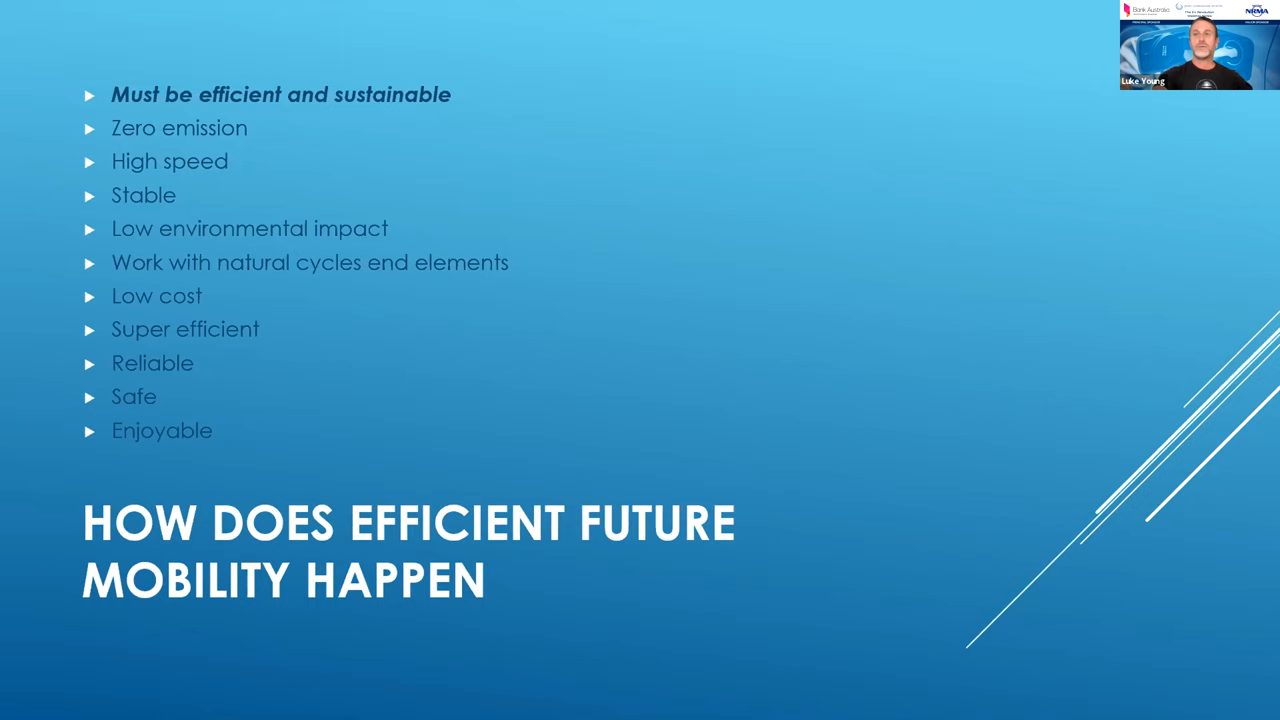 Must be efficient and sustainable
Zero emission
High speed
Stable
Low environmental impact
Work with natural cycles end elements
Low cost
Super efficient
Reliable
Safe
Enjoyable
HOW DOES EFFICIENT FUTURE
MOBILITY HAPPEN
Bank Australia
NRMA
Luke Young